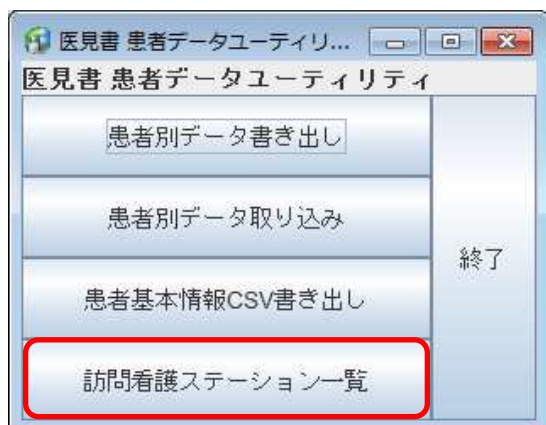 医見書 患者データユーティリ...
医見書 患者データユーティリティ
患者別データ書き出し
患者別データ取り込み
患者基本情報CSV書き出し
訪問看護ステーション一覧
終了